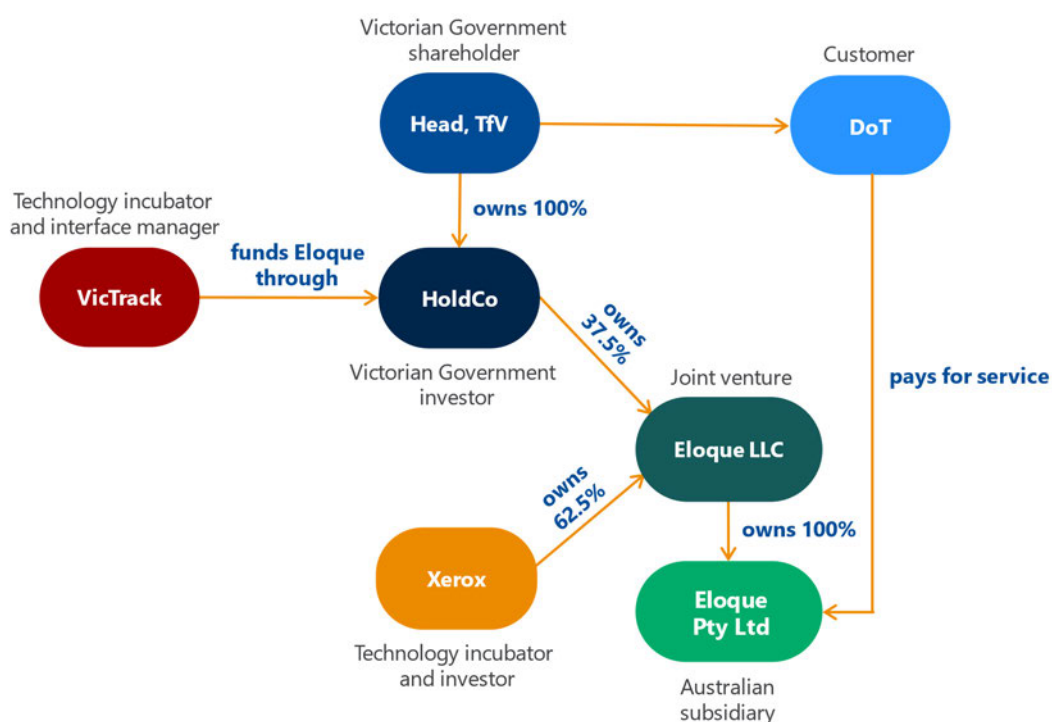 Victorian Government
shareholder
Customer
Head, TfV
DoT
owns 100%
Technology incubator
and interface manager
funds Eloque
through
VicTrack
HoldCo
Victorian Government
investor
owns
37.5%
Joint venture
pays for service
Eloque LLC
owns
62.5%
owns 100%
Xerox
Eloque
Pty Ltd
Technology incubator
and investor
Australian
subsidiary